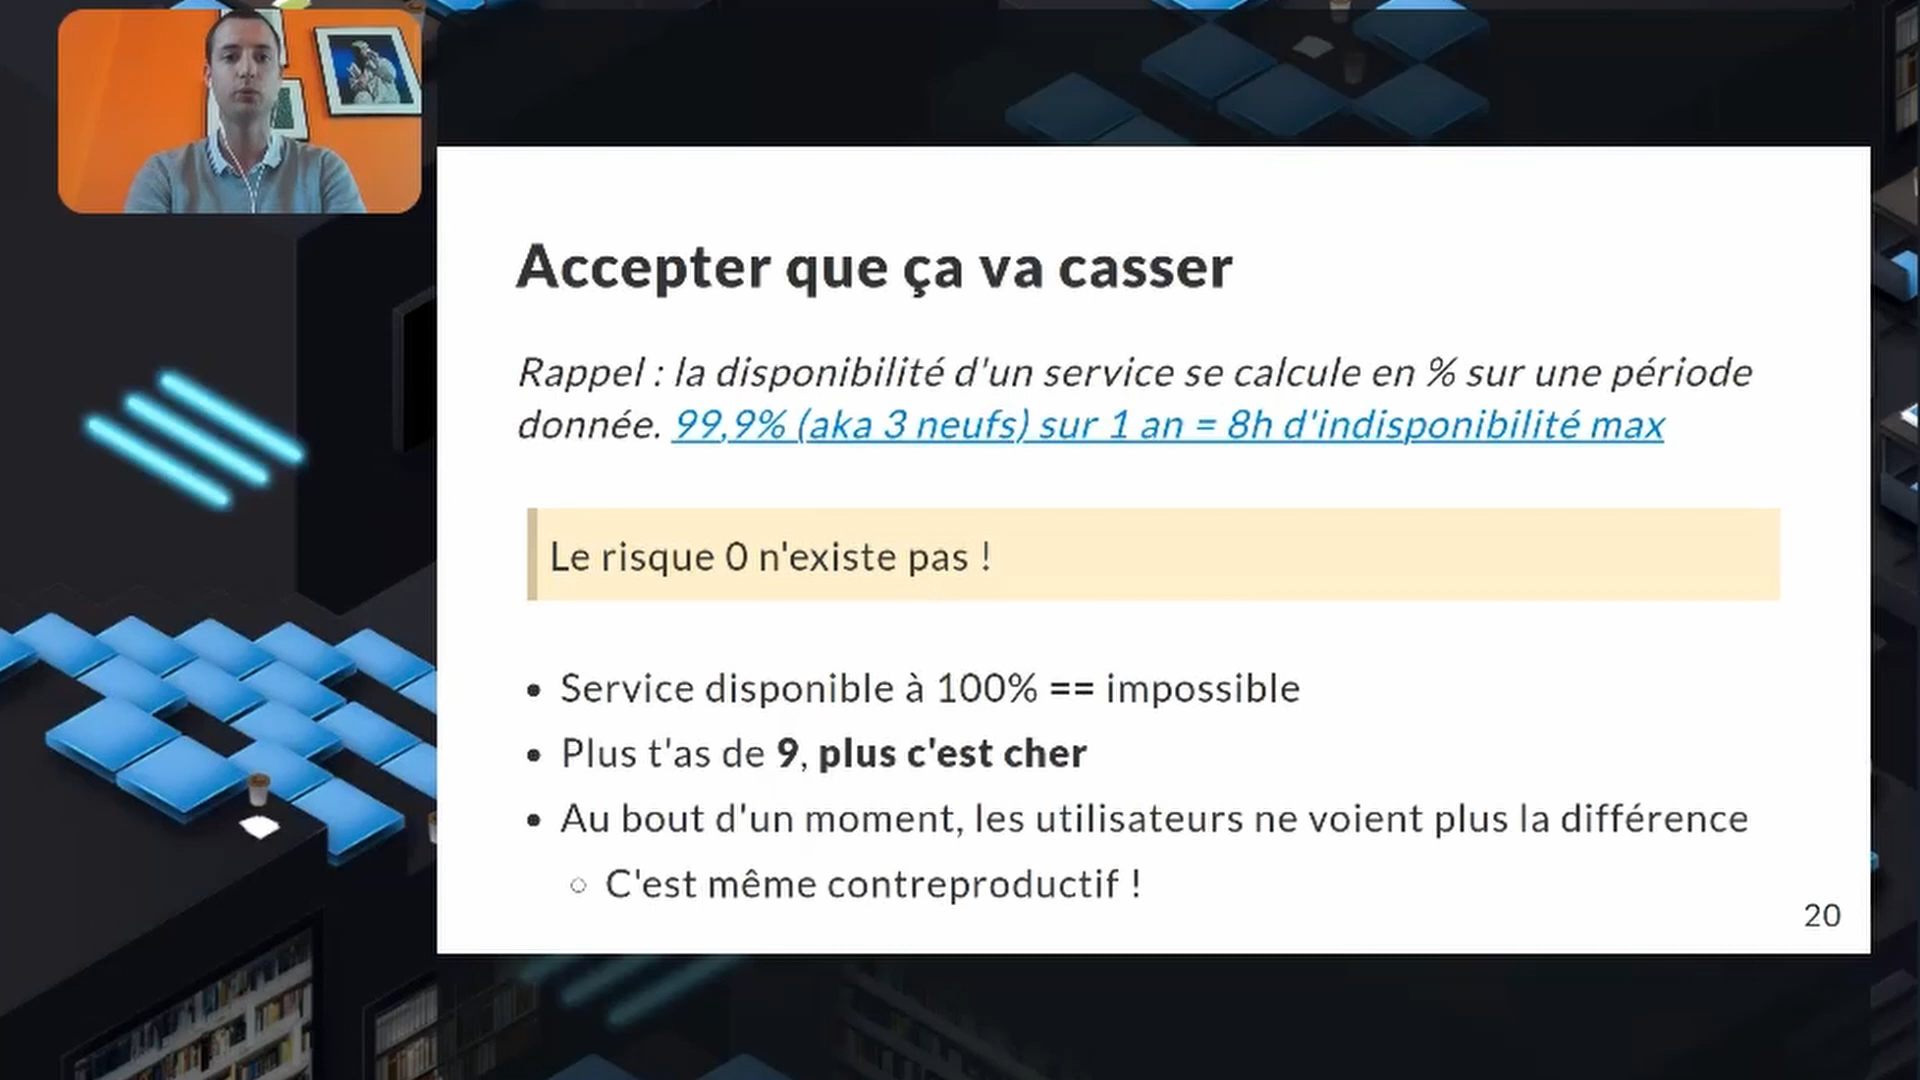 Accepter que ça va casser
Rappel : la disponibilité d'un service se calcule en % sur une période
donnée. 99,9% (aka 3 neufs) sur 1 an = 8h d'indisponibilité max
Le risque 0 n'existe pas !
• Service disponible à 100% == impossible
• Plus t'as de 9, plus c'est cher
• Au bout d'un moment, les utilisateurs ne voient plus la différence
○ C'est même contreproductif !
20